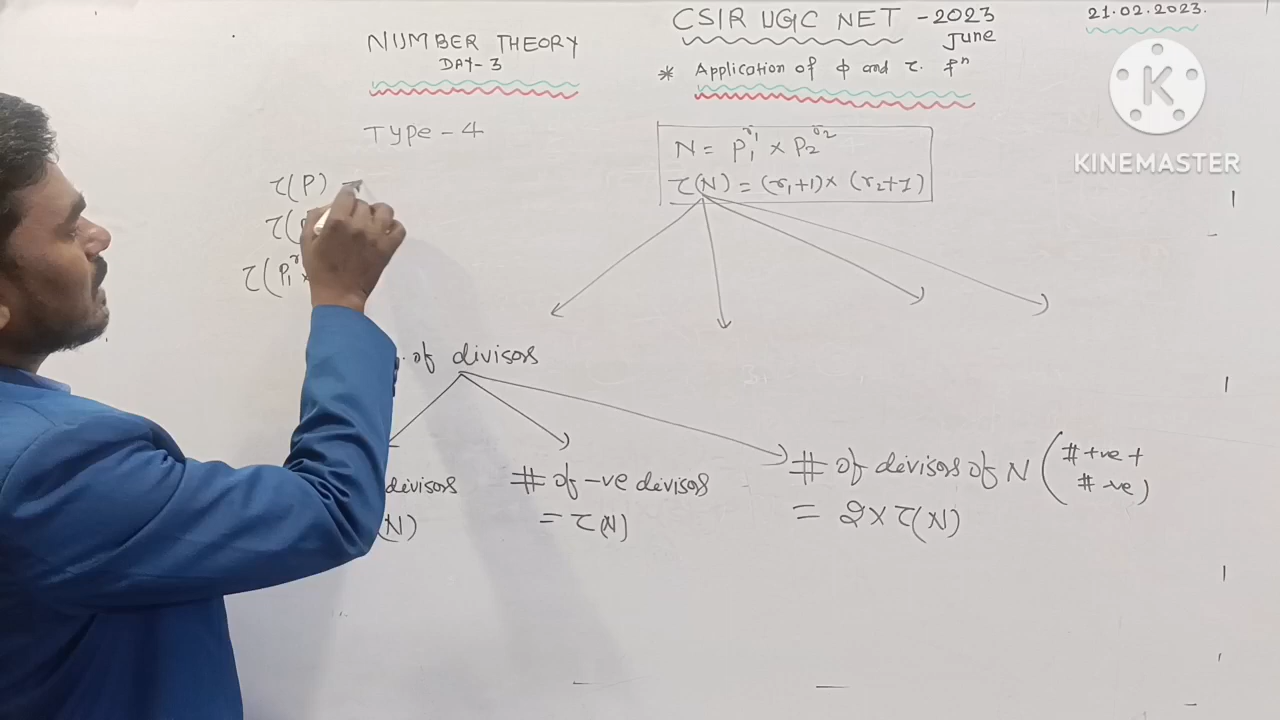 CSIR UGC NET - 2023
June
21.02.2023.
NUMBER THEORY
DAY-3
* Application of ϕ and τ. fⁿ
K
KINEMASTER
Type - 4
N = P₁^r₁ × P₂^r₂
τ(N) = (r₁+1) × (r₂+1)
τ(P) =
τ(
τ(P₁^r
. of divisors
divisors
(N)
# of -ve divisors
= τ(N)
# of divisors of N (# +ve +
# -ve)
= 2 × τ(N)